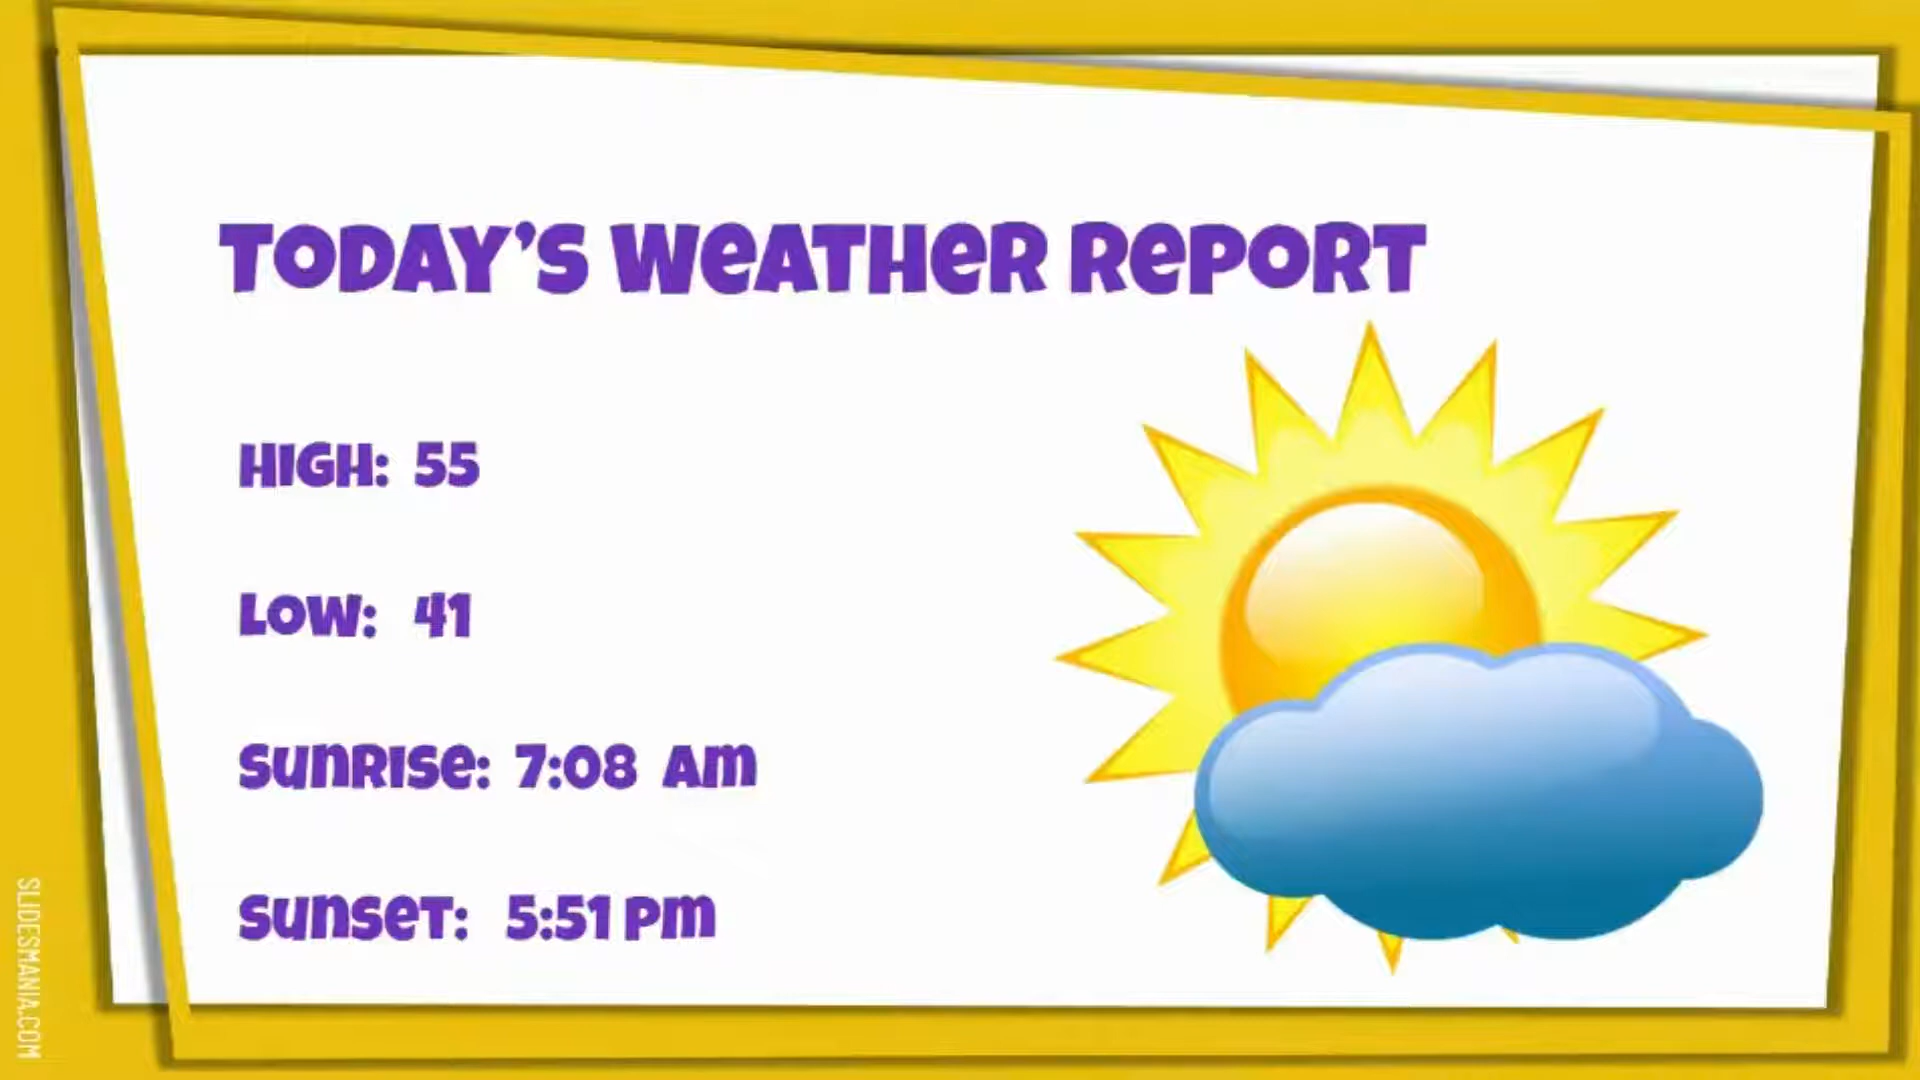 TODAY'S WEATHER REPORT
HIGH: 55
LOW: 41
SUNRISE: 7:08 AM
SUNSET: 5:51 PM
SLIDESMANIA.COM